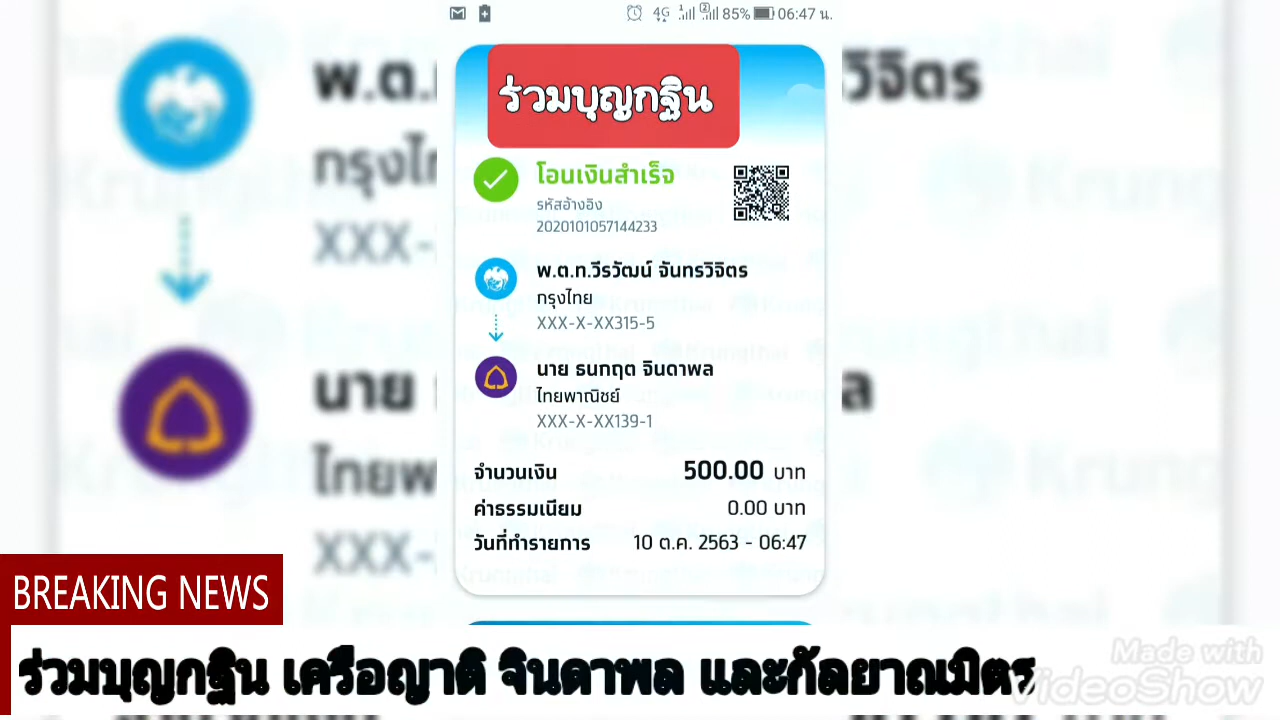 85% 06:47 น.
ร่วมบุญกฐิน
โอนเงินสำเร็จ
รหัสอ้างอิง
2020101057144233
พ.ต.ท.วีรวัฒน์ จันทรวิจิตร
กรุงไทย
XXX-X-XX315-5
นาย ธนกฤต จินดาพล
ไทยพาณิชย์
XXX-X-XX139-1
จำนวนเงิน 500.00 บาท
ค่าธรรมเนียม 0.00 บาท
วันที่ทำรายการ 10 ต.ค. 2563 - 06:47
BREAKING NEWS
ร่วมบุญกฐิน เครือญาติ จินดาพล และกัลยาณมิตร
Made with
VideoShow